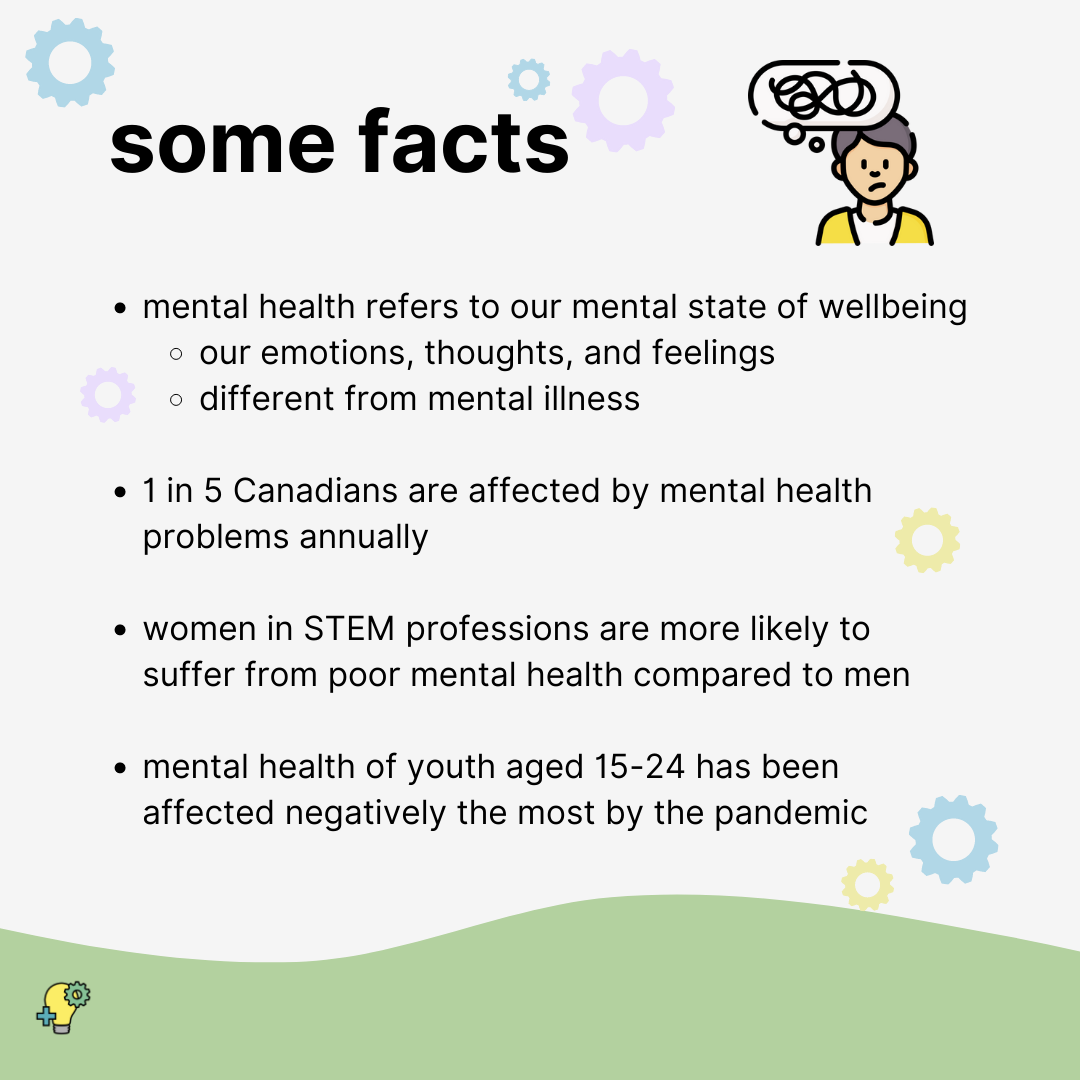 some facts
• mental health refers to our mental state of wellbeing
◦ our emotions, thoughts, and feelings
◦ different from mental illness
• 1 in 5 Canadians are affected by mental health
problems annually
• women in STEM professions are more likely to
suffer from poor mental health compared to men
• mental health of youth aged 15-24 has been
affected negatively the most by the pandemic